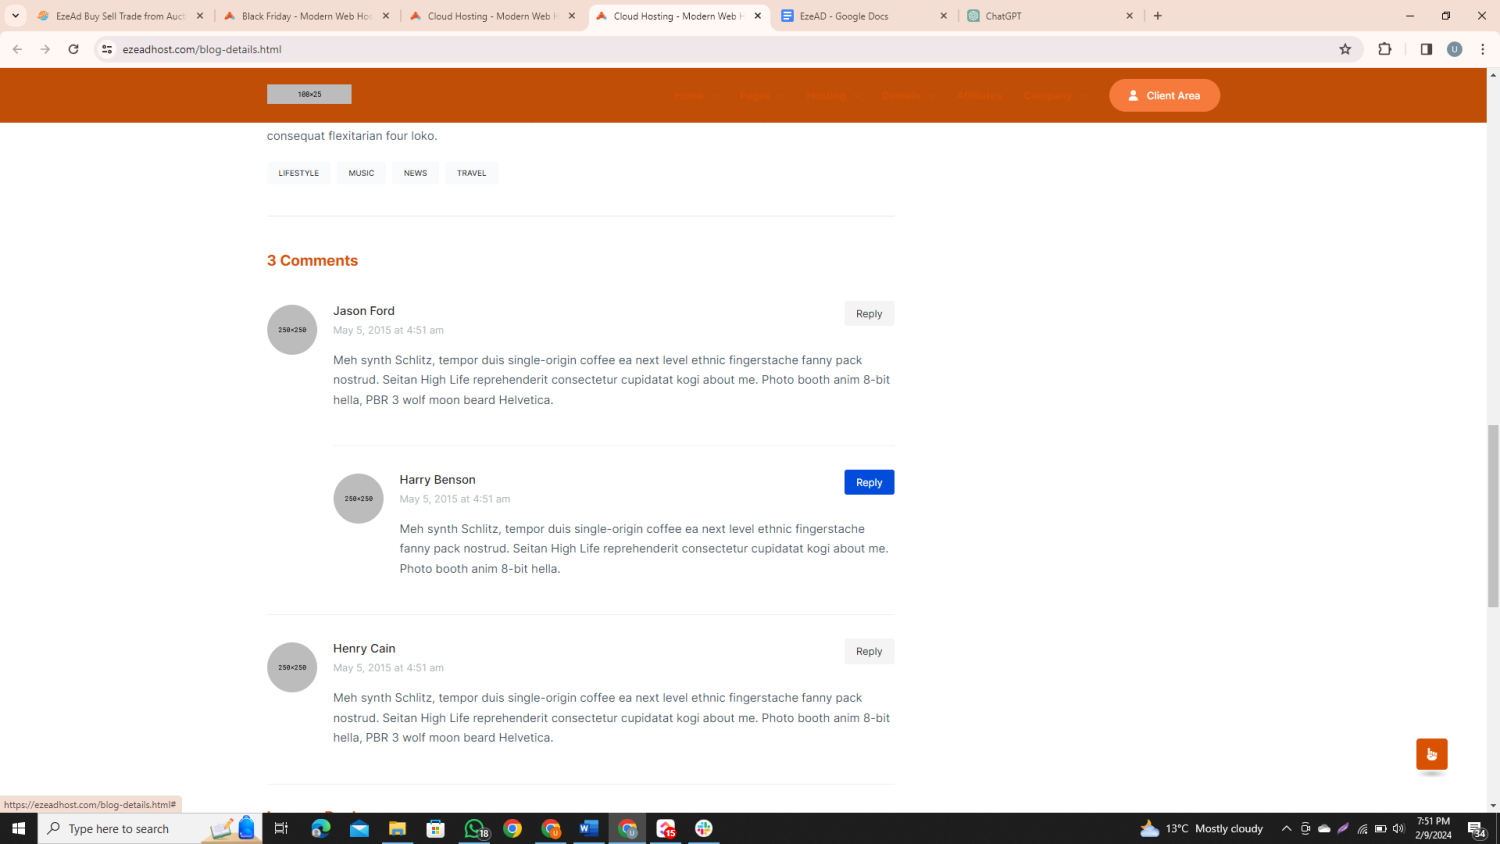 EzeAd Buy Sell Trade from Auct
Black Friday - Modern Web Hos
Cloud Hosting - Modern Web H
Cloud Hosting - Modern Web H
EzeAD - Google Docs
ChatGPT
ezeadhost.com/blog-details.html
U
100×25
Home
Pages
Hosting
Domain
Affiliates
Company
Client Area
consequat flexitarian four loko.
LIFESTYLE
MUSIC
NEWS
TRAVEL
3 Comments
250×250
Jason Ford
Reply
May 5, 2015 at 4:51 am
Meh synth Schlitz, tempor duis single-origin coffee ea next level ethnic fingerstache fanny pack
nostrud. Seitan High Life reprehenderit consectetur cupidatat kogi about me. Photo booth anim 8-bit
hella, PBR 3 wolf moon beard Helvetica.
250×250
Harry Benson
Reply
May 5, 2015 at 4:51 am
Meh synth Schlitz, tempor duis single-origin coffee ea next level ethnic fingerstache
fanny pack nostrud. Seitan High Life reprehenderit consectetur cupidatat kogi about me.
Photo booth anim 8-bit hella.
250×250
Henry Cain
Reply
May 5, 2015 at 4:51 am
Meh synth Schlitz, tempor duis single-origin coffee ea next level ethnic fingerstache fanny pack
nostrud. Seitan High Life reprehenderit consectetur cupidatat kogi about me. Photo booth anim 8-bit
hella, PBR 3 wolf moon beard Helvetica.
https://ezeadhost.com/blog-details.html#
Type here to search
18
15
13°C Mostly cloudy
7:51 PM
2/9/2024
34